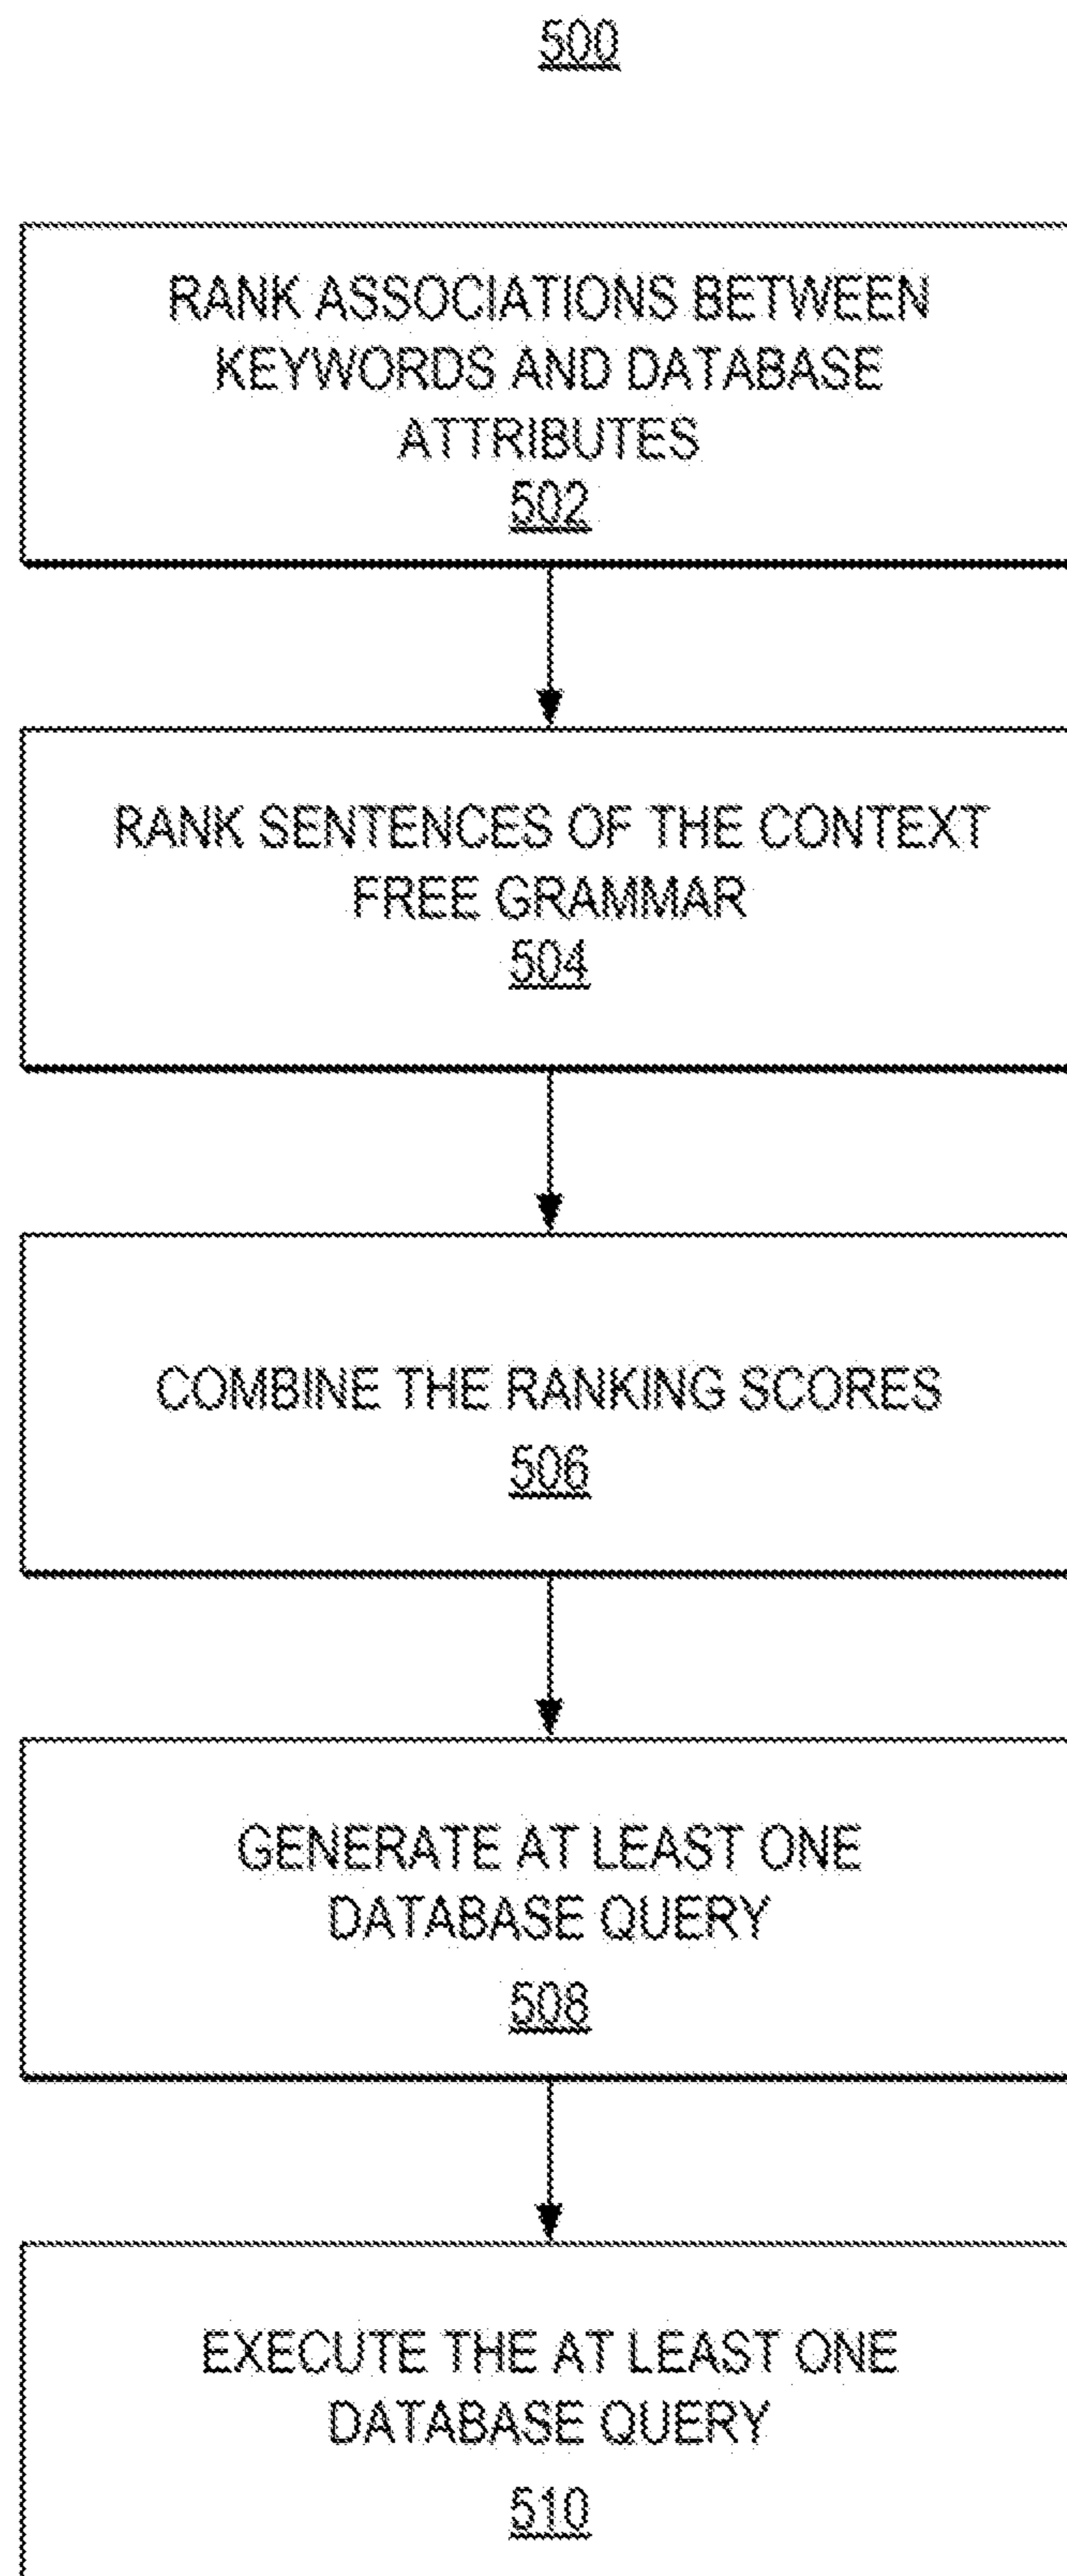 500
RANK ASSOCIATIONS BETWEEN
KEYWORDS AND DATABASE
ATTRIBUTES
502
RANK SENTENCES OF THE CONTEXT
FREE GRAMMAR
504
COMBINE THE RANKING SCORES
506
GENERATE AT LEAST ONE
DATABASE QUERY
508
EXECUTE THE AT LEAST ONE
DATABASE QUERY
510